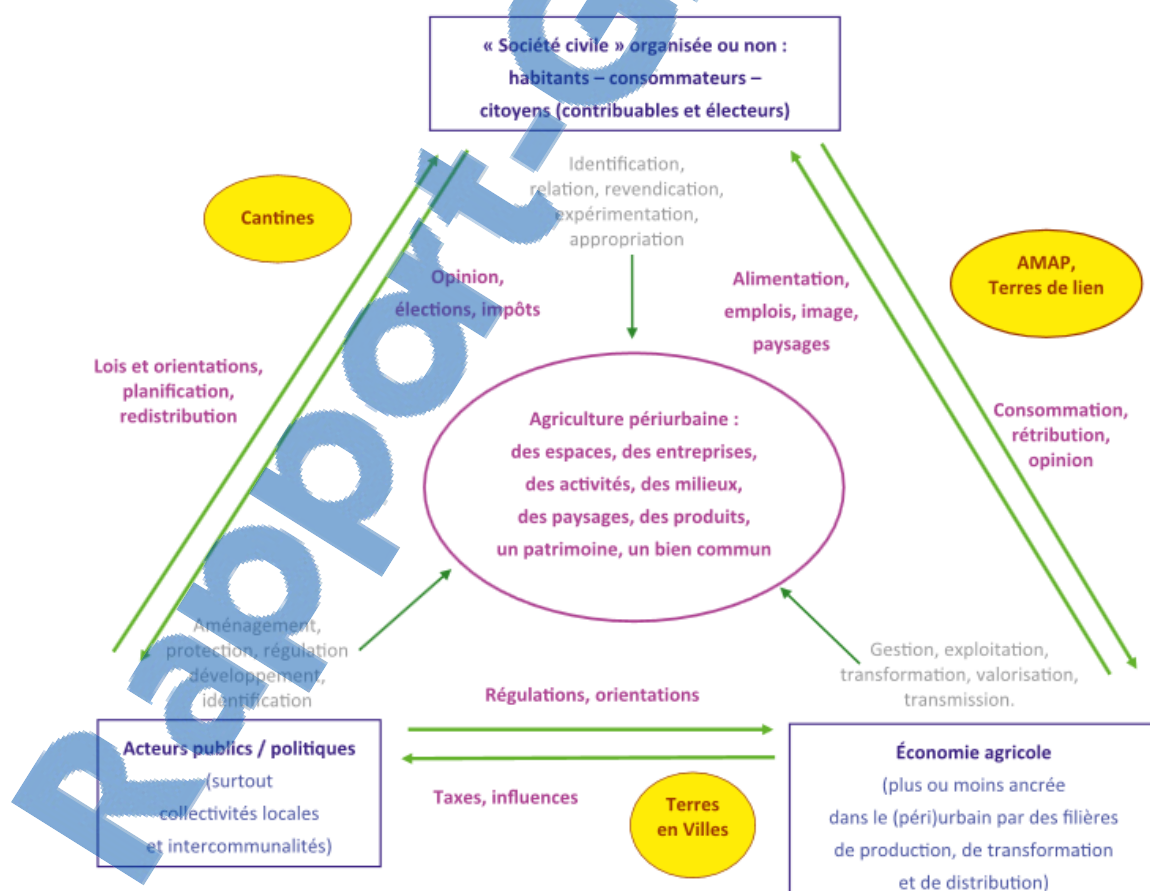 « Société civile » organisée ou non :
habitants – consommateurs –
citoyens (contribuables et électeurs)
Identification,
relation, revendication,
expérimentation,
appropriation
Cantines
AMAP,
Terres de lien
Opinion,
élections, impôts
Alimentation,
emplois, image,
paysages
Lois et orientations,
planification,
redistribution
Consommation,
rétribution,
opinion
Agriculture périurbaine :
des espaces, des entreprises,
des activités, des milieux,
des paysages, des produits,
un patrimoine, un bien commun
Aménagement,
protection, régulation
développement,
identification
Gestion, exploitation,
transformation, valorisation,
transmission.
Régulations, orientations
Acteurs publics / politiques
(surtout
collectivités locales
et intercommunalités)
Taxes, influences
Terres
en Villes
Économie agricole
(plus ou moins ancrée
dans le (péri)urbain par des filières
de production, de transformation
et de distribution)
Rapport-G